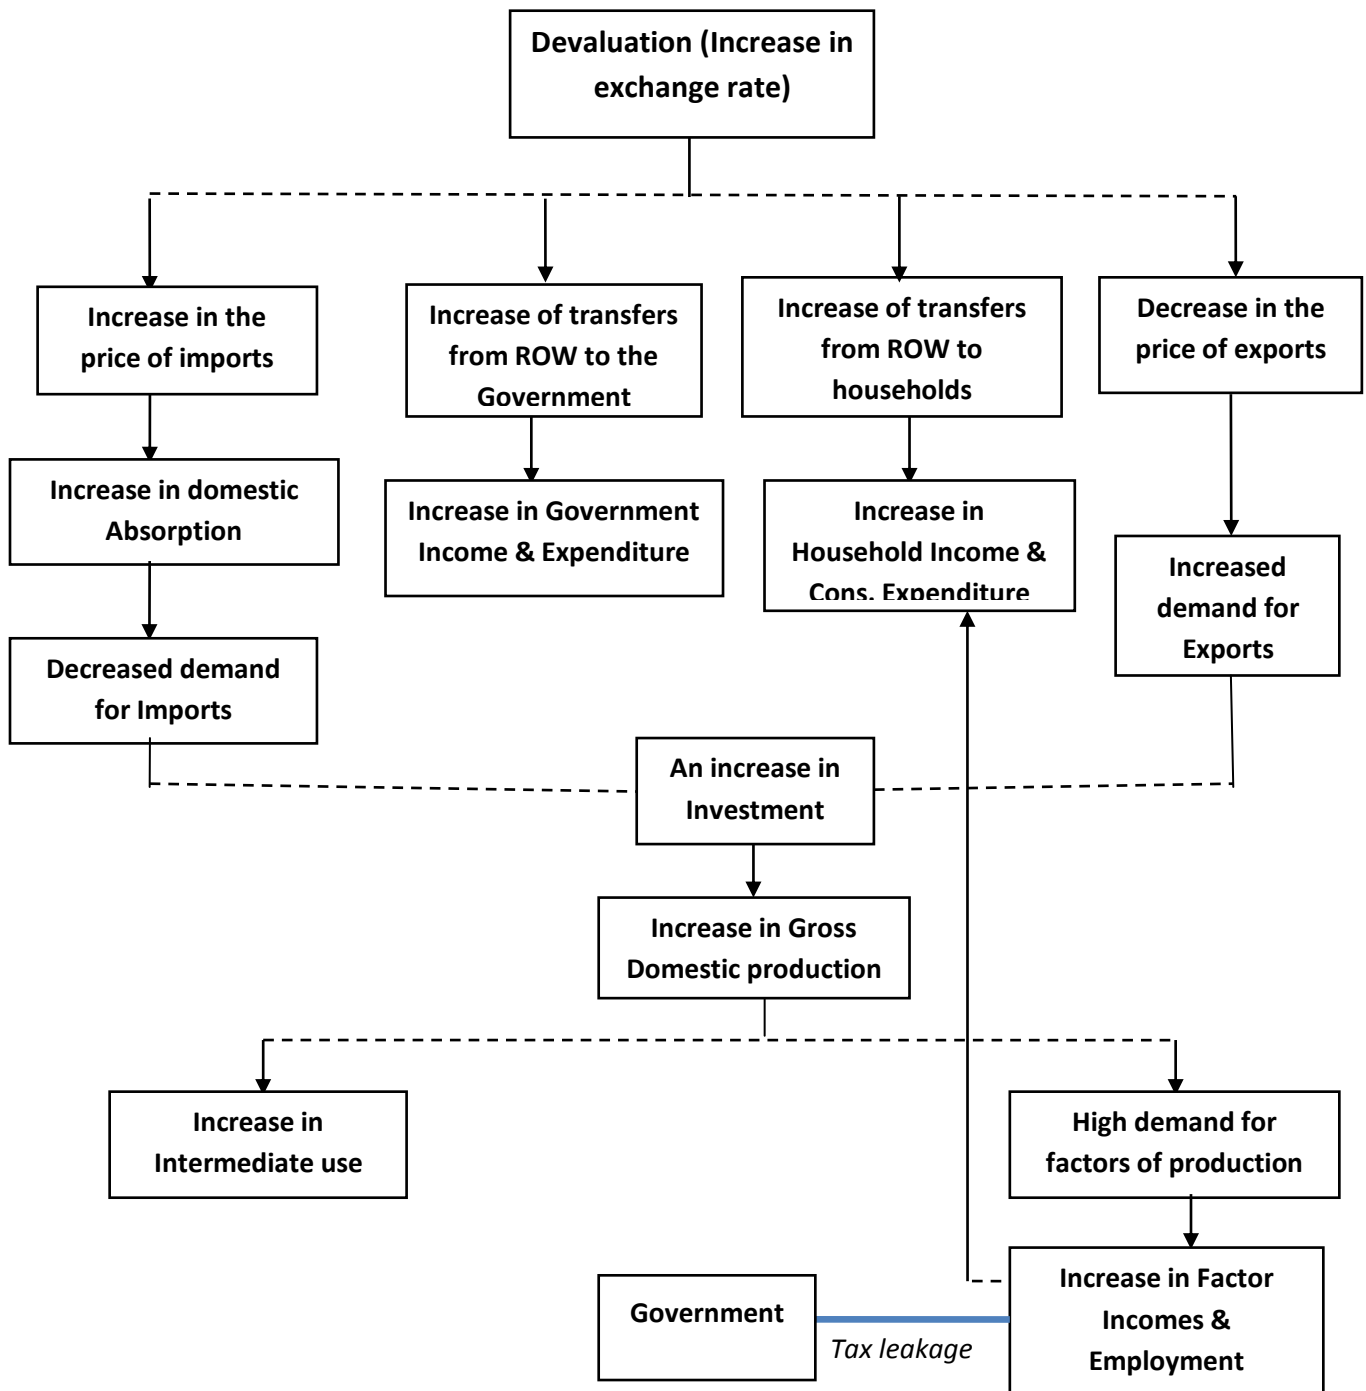 Devaluation (Increase in
exchange rate)
Increase in the
price of imports
Increase of transfers
from ROW to the
Government
Increase of transfers
from ROW to
households
Decrease in the
price of exports
Increase in domestic
Absorption
Increase in Government
Income & Expenditure
Increase in
Household Income &
Cons. Expenditure
Increased
demand for
Exports
Decreased demand
for Imports
An increase in
Investment
Increase in Gross
Domestic production
Increase in
Intermediate use
High demand for
factors of production
Government
Tax leakage
Increase in Factor
Incomes &
Employment